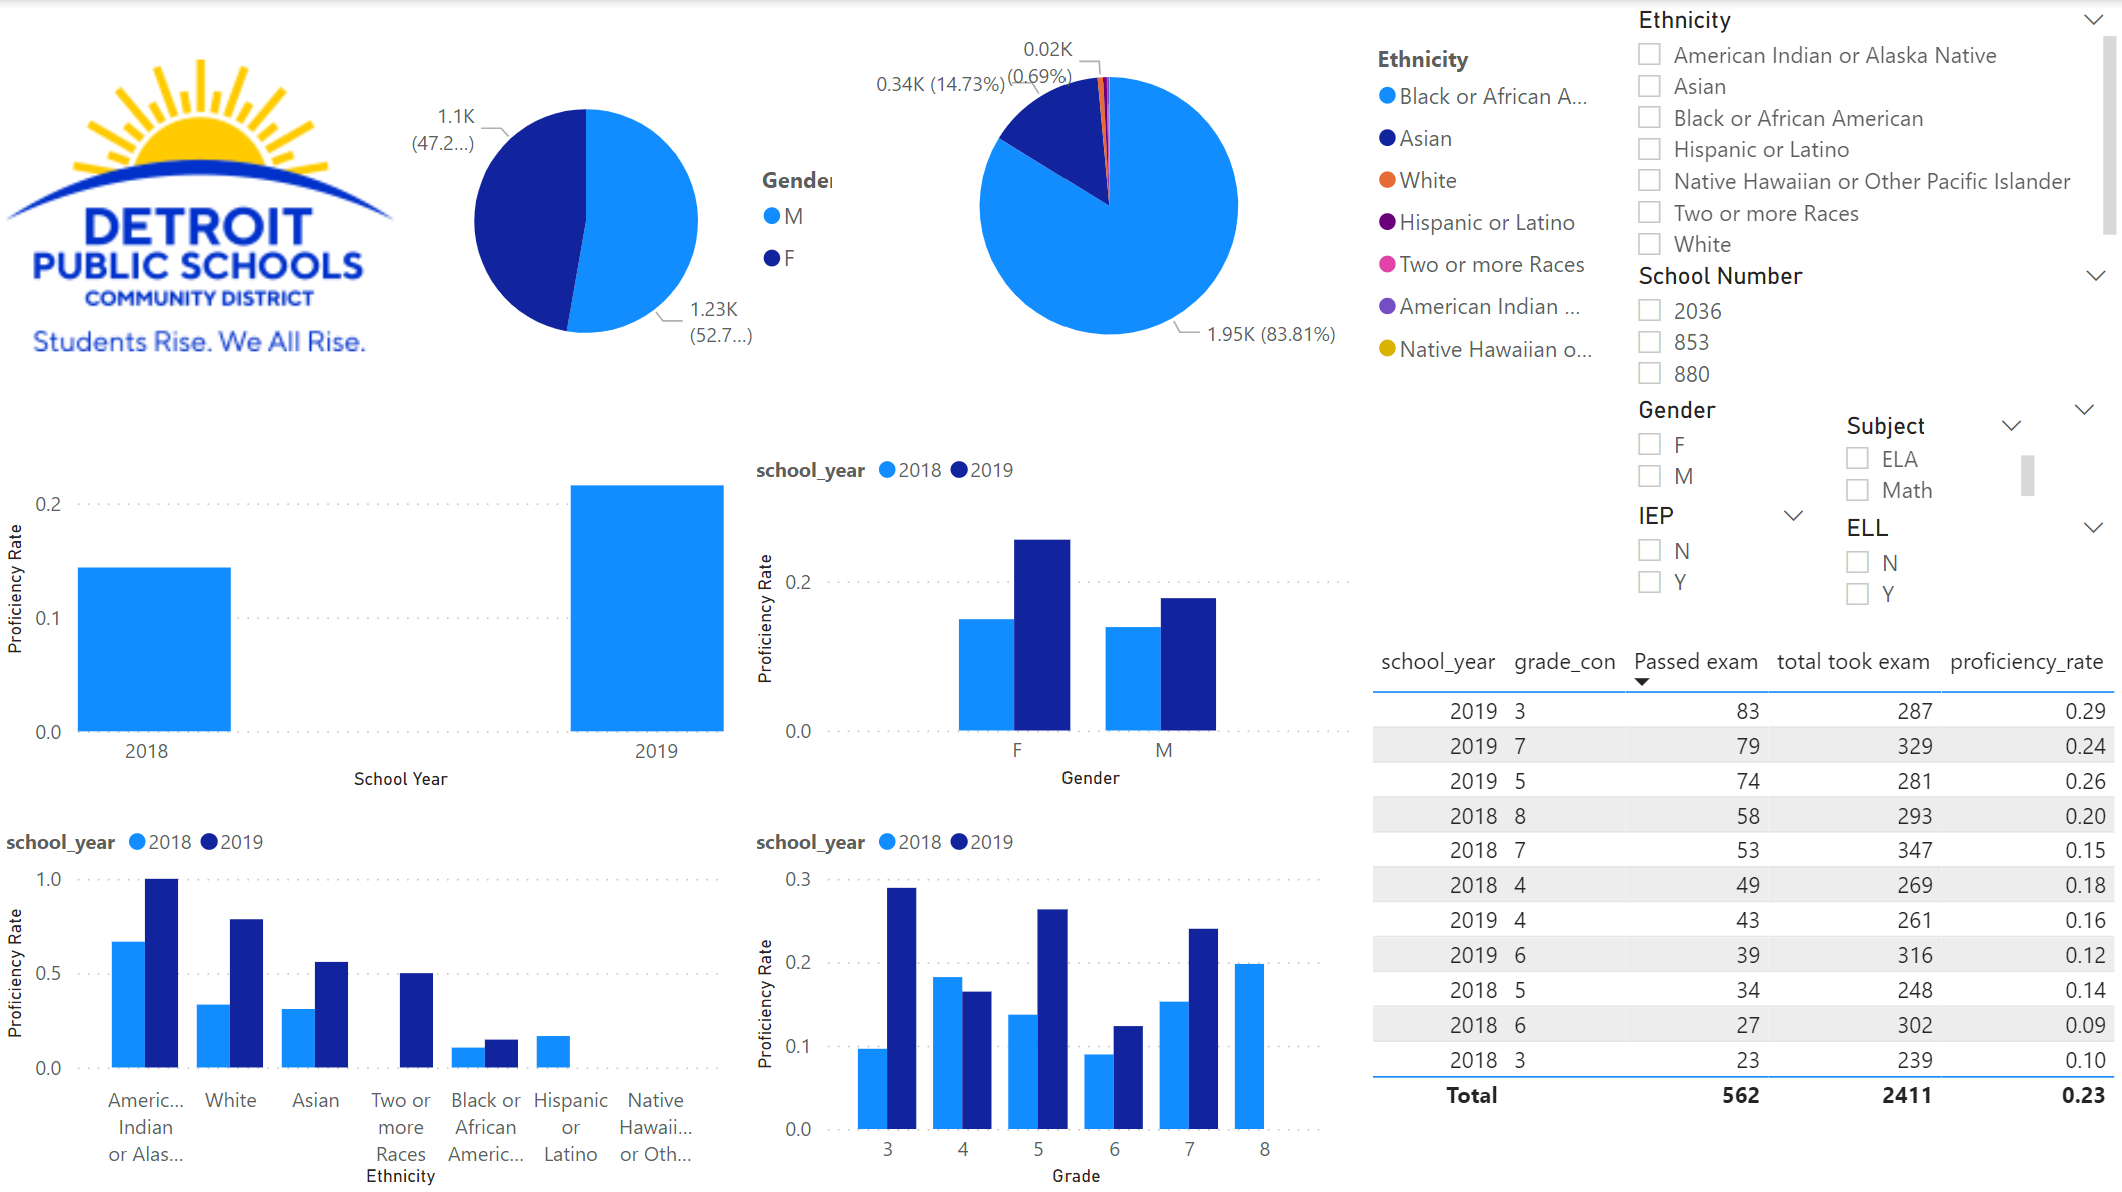 DETROIT
PUBLIC SCHOOLS
COMMUNITY DISTRICT
Students Rise. We All Rise.
1.1K
(47.2...)
1.23K
(52.7...)
Gender
M
F
0.02K
(0.69%)
0.34K (14.73%)
1.95K (83.81%)
Ethnicity
Black or African A...
Asian
White
Hispanic or Latino
Two or more Races
American Indian ...
Native Hawaiian o...
Ethnicity
American Indian or Alaska Native
Asian
Black or African American
Hispanic or Latino
Native Hawaiian or Other Pacific Islander
Two or more Races
White
School Number
2036
853
880
Gender
F
M
Subject
ELA
Math
IEP
N
Y
ELL
N
Y
Proficiency Rate
0.2
0.1
0.0
2018 2019
School Year
school_year 2018 2019
Proficiency Rate
0.2
0.0
F M
Gender
school_year 2018 2019
Proficiency Rate
1.0
0.5
0.0
Americ...
Indian
or Alas...
White
Asian
Two or
more
Races
Black or
African
Americ...
Hispanic
or
Latino
Native
Hawaii...
or Oth...
Ethnicity
school_year 2018 2019
Proficiency Rate
0.3
0.2
0.1
0.0
3 4 5 6 7 8
Grade
school_year grade_con Passed exam total took exam proficiency_rate
2019 3 83 287 0.29
2019 7 79 329 0.24
2019 5 74 281 0.26
2018 8 58 293 0.20
2018 7 53 347 0.15
2018 4 49 269 0.18
2019 4 43 261 0.16
2019 6 39 316 0.12
2018 5 34 248 0.14
2018 6 27 302 0.09
2018 3 23 239 0.10
Total 562 2411 0.23